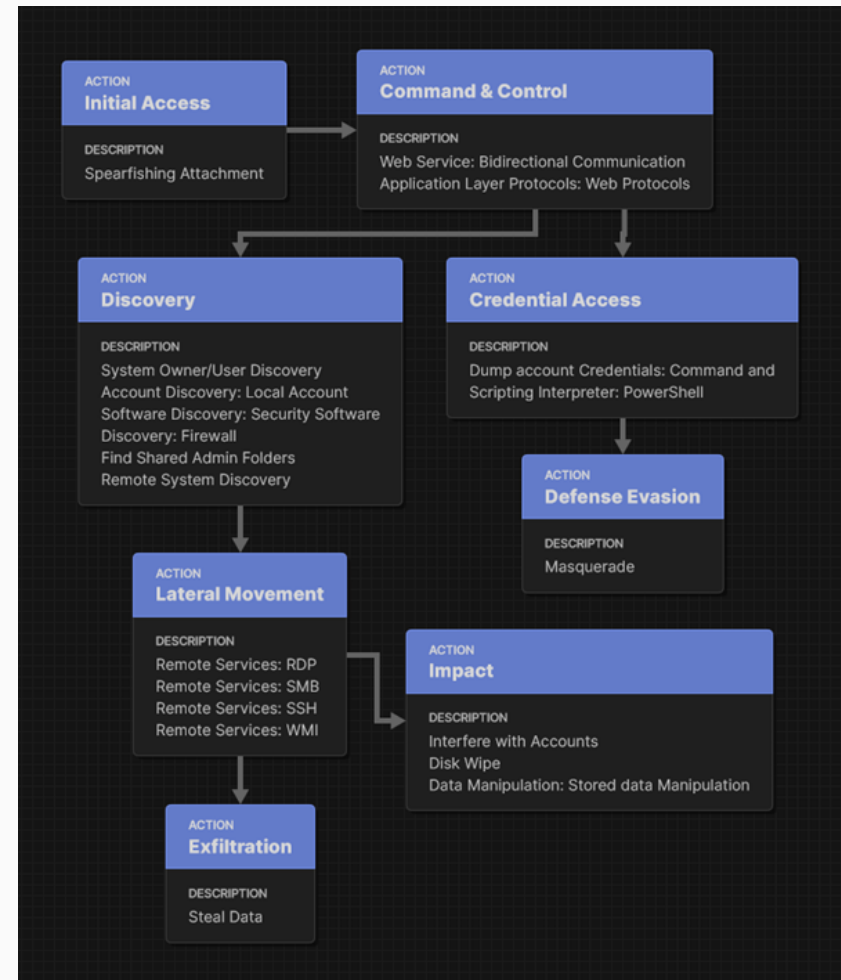 ACTION
Initial Access
DESCRIPTION
Spearfishing Attachment
ACTION
Command & Control
DESCRIPTION
Web Service: Bidirectional Communication
Application Layer Protocols: Web Protocols
ACTION
Discovery
DESCRIPTION
System Owner/User Discovery
Account Discovery: Local Account
Software Discovery: Security Software
Discovery: Firewall
Find Shared Admin Folders
Remote System Discovery
ACTION
Credential Access
DESCRIPTION
Dump account Credentials: Command and
Scripting Interpreter: PowerShell
ACTION
Defense Evasion
DESCRIPTION
Masquerade
ACTION
Lateral Movement
DESCRIPTION
Remote Services: RDP
Remote Services: SMB
Remote Services: SSH
Remote Services: WMI
ACTION
Impact
DESCRIPTION
Interfere with Accounts
Disk Wipe
Data Manipulation: Stored data Manipulation
ACTION
Exfiltration
DESCRIPTION
Steal Data